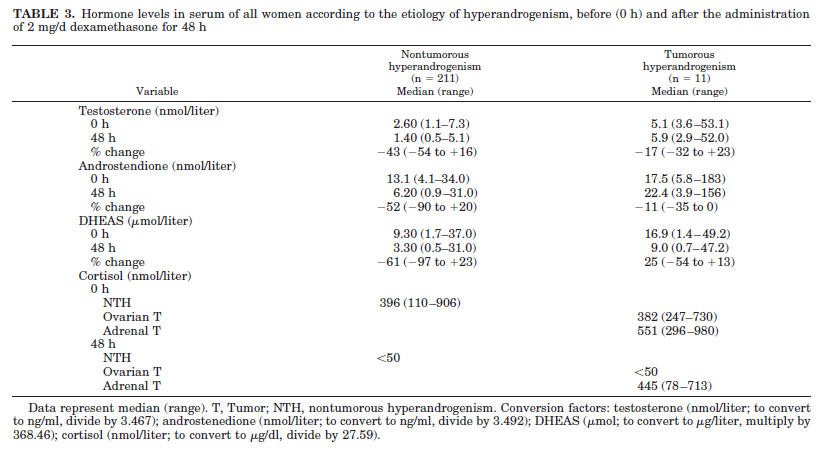 TABLE 3. Hormone levels in serum of all women according to the etiology of hyperandrogenism, before (0 h) and after the administration
of 2 mg/d dexamethasone for 48 h
Variable Nontumorous hyperandrogenism (n = 211) Median (range) Tumorous hyperandrogenism (n = 11) Median (range)
Testosterone (nmol/liter)
0 h 2.60 (1.1–7.3) 5.1 (3.6–53.1)
48 h 1.40 (0.5–5.1) 5.9 (2.9–52.0)
% change −43 (−54 to +16) −17 (−32 to +23)
Androstendione (nmol/liter)
0 h 13.1 (4.1–34.0) 17.5 (5.8–183)
48 h 6.20 (0.9–31.0) 22.4 (3.9–156)
% change −52 (−90 to +20) −11 (−35 to 0)
DHEAS (μmol/liter)
0 h 9.30 (1.7–37.0) 16.9 (1.4–49.2)
48 h 3.30 (0.5–31.0) 9.0 (0.7–47.2)
% change −61 (−97 to +23) 25 (−54 to +13)
Cortisol (nmol/liter)
0 h
NTH 396 (110–906)
Ovarian T 382 (247–730)
Adrenal T 551 (296–980)
48 h
NTH <50
Ovarian T <50
Adrenal T 445 (78–713)
Data represent median (range). T, Tumor; NTH, nontumorous hyperandrogenism. Conversion factors: testosterone (nmol/liter; to convert
to ng/ml, divide by 3.467); androstenedione (nmol/liter; to convert to ng/ml, divide by 3.492); DHEAS (μmol; to convert to μg/liter, multiply by
368.46); cortisol (nmol/liter; to convert to μg/dl, divide by 27.59).